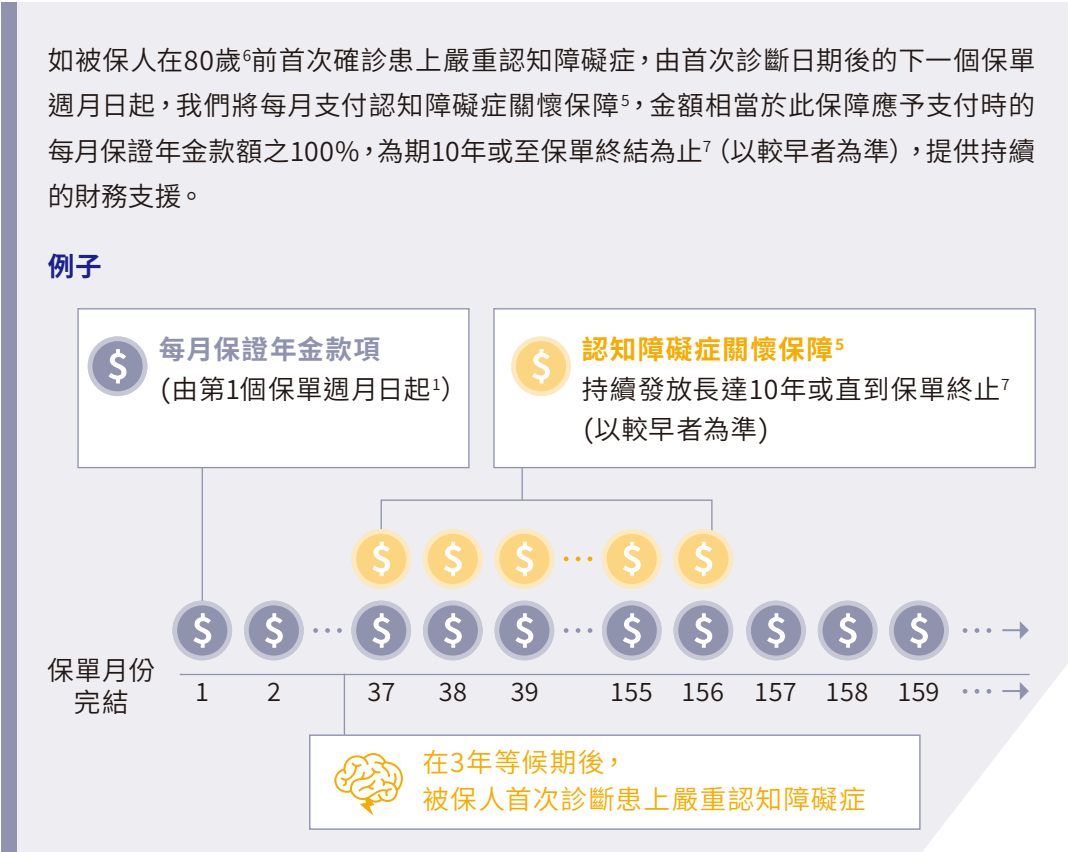 如被保人在80歲⁶前首次確診患上嚴重認知障礙症，由首次診斷日期後的下一個保單
週月日起，我們將每月支付認知障礙症關懷保障⁵，金額相當於此保障應予支付時的
每月保證年金款額之100%，為期10年或至保單終結為止⁷（以較早者為準），提供持續
的財務支援。
例子
$ 每月保證年金款項
(由第1個保單週月日起¹)
$ 認知障礙症關懷保障⁵
持續發放長達10年或直到保單終止⁷
(以較早者為準)
$ $ $ ... $ $
$ $ ... $ $ $ ... $ $ $ $ $ ...
保單月份
完結
1 2 37 38 39 155 156 157 158 159 ...
在3年等候期後，
被保人首次診斷患上嚴重認知障礙症